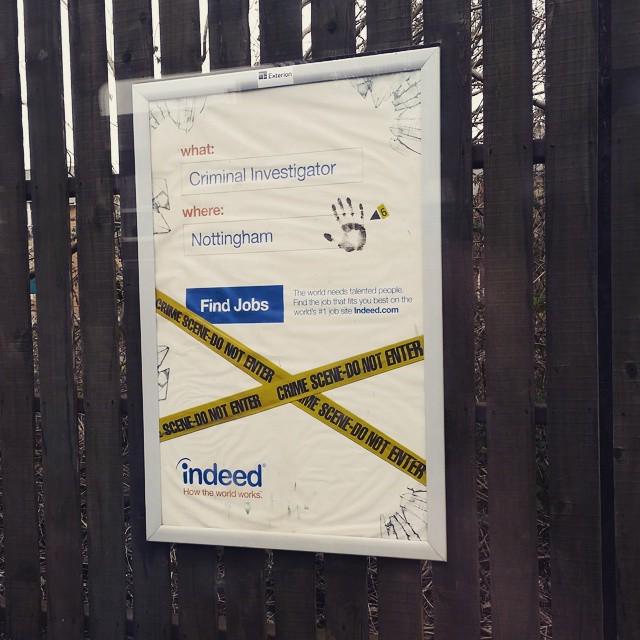 Exterion
what:
Criminal Investigator
where:
Nottingham
6
Find Jobs
The world needs talented people.
Find the job that fits you best on the
world's #1 job site Indeed.com
CRIME SCENE-DO NOT ENTER
CRIME SCENE-DO NOT ENTER
SCENE-DO NOT ENTER
IME SCENE-DO NOT ENTER
indeed
How the world works.